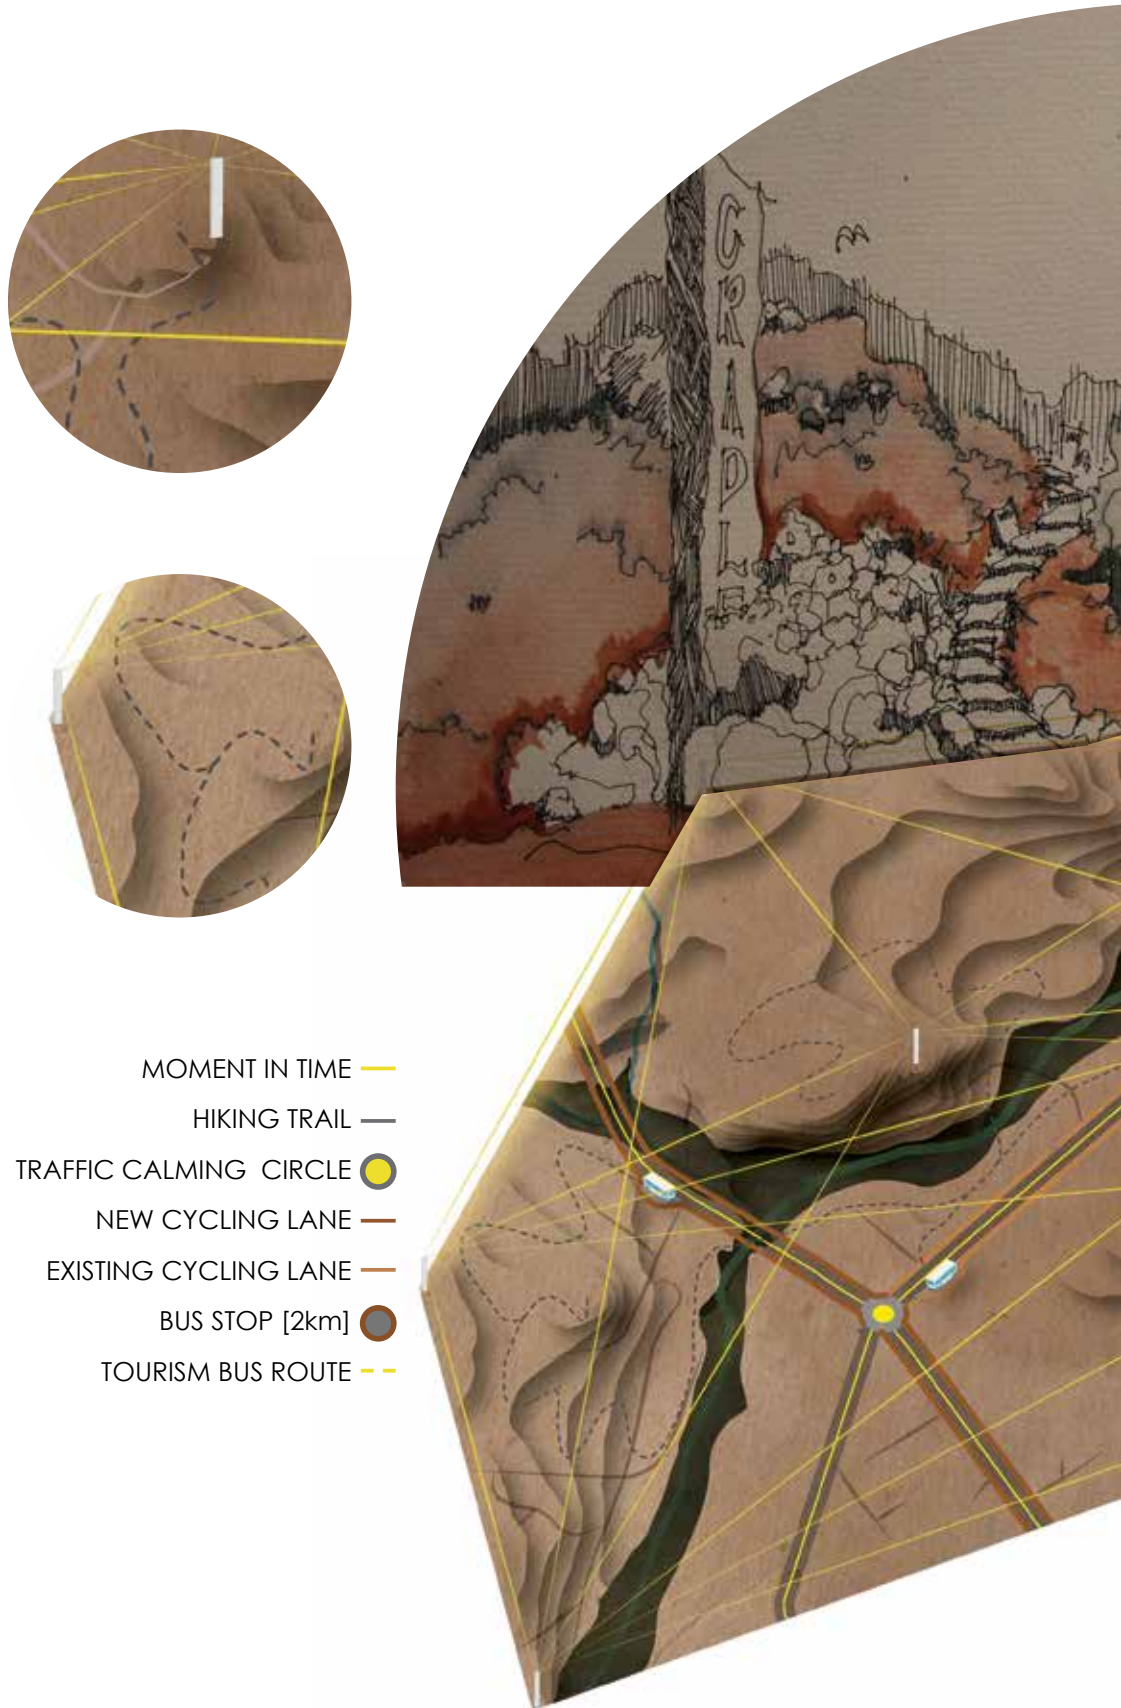 CRADLE
MOMENT IN TIME
HIKING TRAIL
TRAFFIC CALMING CIRCLE
NEW CYCLING LANE
EXISTING CYCLING LANE
BUS STOP [2km]
TOURISM BUS ROUTE